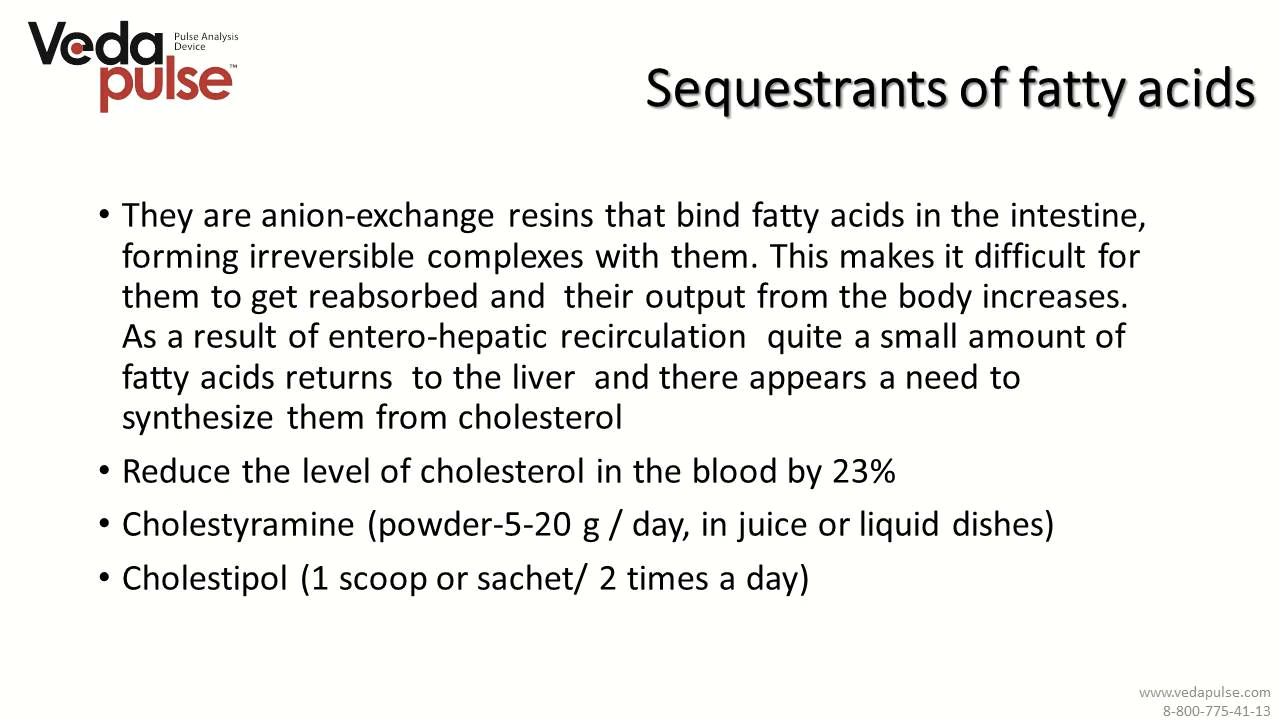 Veda
pulse™
Pulse Analysis
Device
Sequestrants of fatty acids
• They are anion-exchange resins that bind fatty acids in the intestine,
forming irreversible complexes with them. This makes it difficult for
them to get reabsorbed and  their output from the body increases.
As a result of entero-hepatic recirculation  quite a small amount of
fatty acids returns  to the liver  and there appears a need to
synthesize them from cholesterol
• Reduce the level of cholesterol in the blood by 23%
• Cholestyramine (powder-5-20 g / day, in juice or liquid dishes)
• Cholestipol (1 scoop or sachet/ 2 times a day)
www.vedapulse.com
8-800-775-41-13